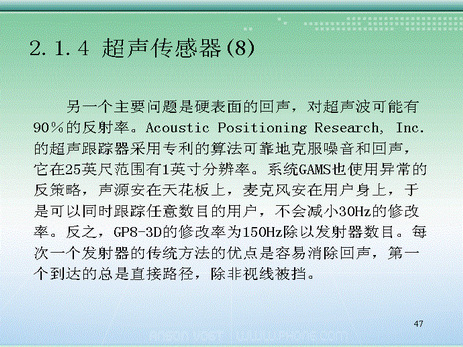 2.1.4 超声传感器(8)
另一个主要问题是硬表面的回声，对超声波可能有
90%的反射率。Acoustic Positioning Research, Inc.
的超声跟踪器采用专利的算法可靠地克服噪音和回声，
它在25英尺范围有1英寸分辨率。系统GAMS也使用异常的
反策略，声源安在天花板上，麦克风安在用户身上，于
是可以同时跟踪任意数目的用户，不会减小30Hz的修改
率。反之，GP8-3D的修改率为150Hz除以发射器数目。每
次一个发射器的传统方法的优点是容易消除回声，第一
个到达的总是直接路径，除非视线被挡。
47